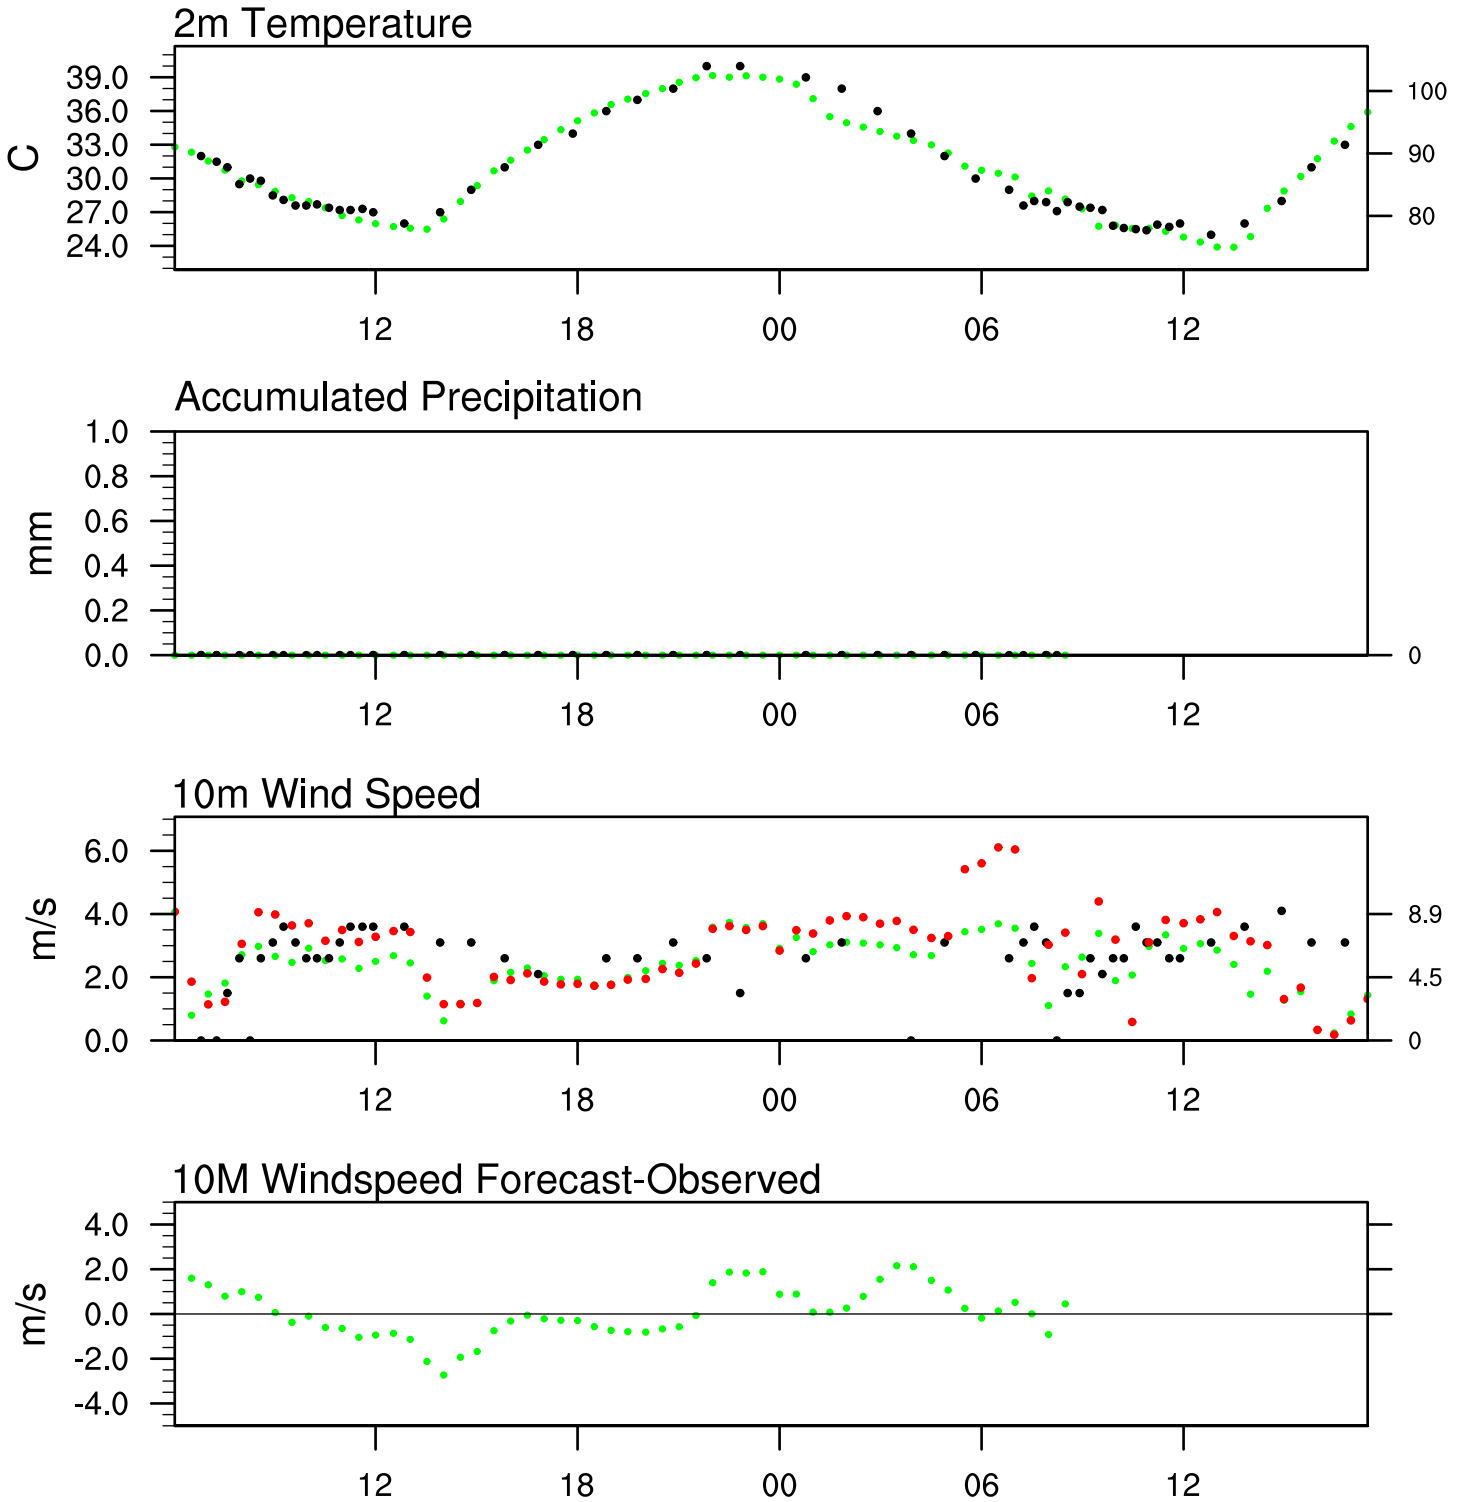 2m Temperature
39.0
36.0
33.0
30.0
27.0
24.0
C
100
90
80
12 18 00 06 12
Accumulated Precipitation
1.0
0.8
0.6
0.4
0.2
0.0
mm
0
12 18 00 06 12
10m Wind Speed
6.0
4.0
2.0
0.0
m/s
8.9
4.5
0
12 18 00 06 12
10M Windspeed Forecast-Observed
4.0
2.0
0.0
-2.0
-4.0
m/s
12 18 00 06 12